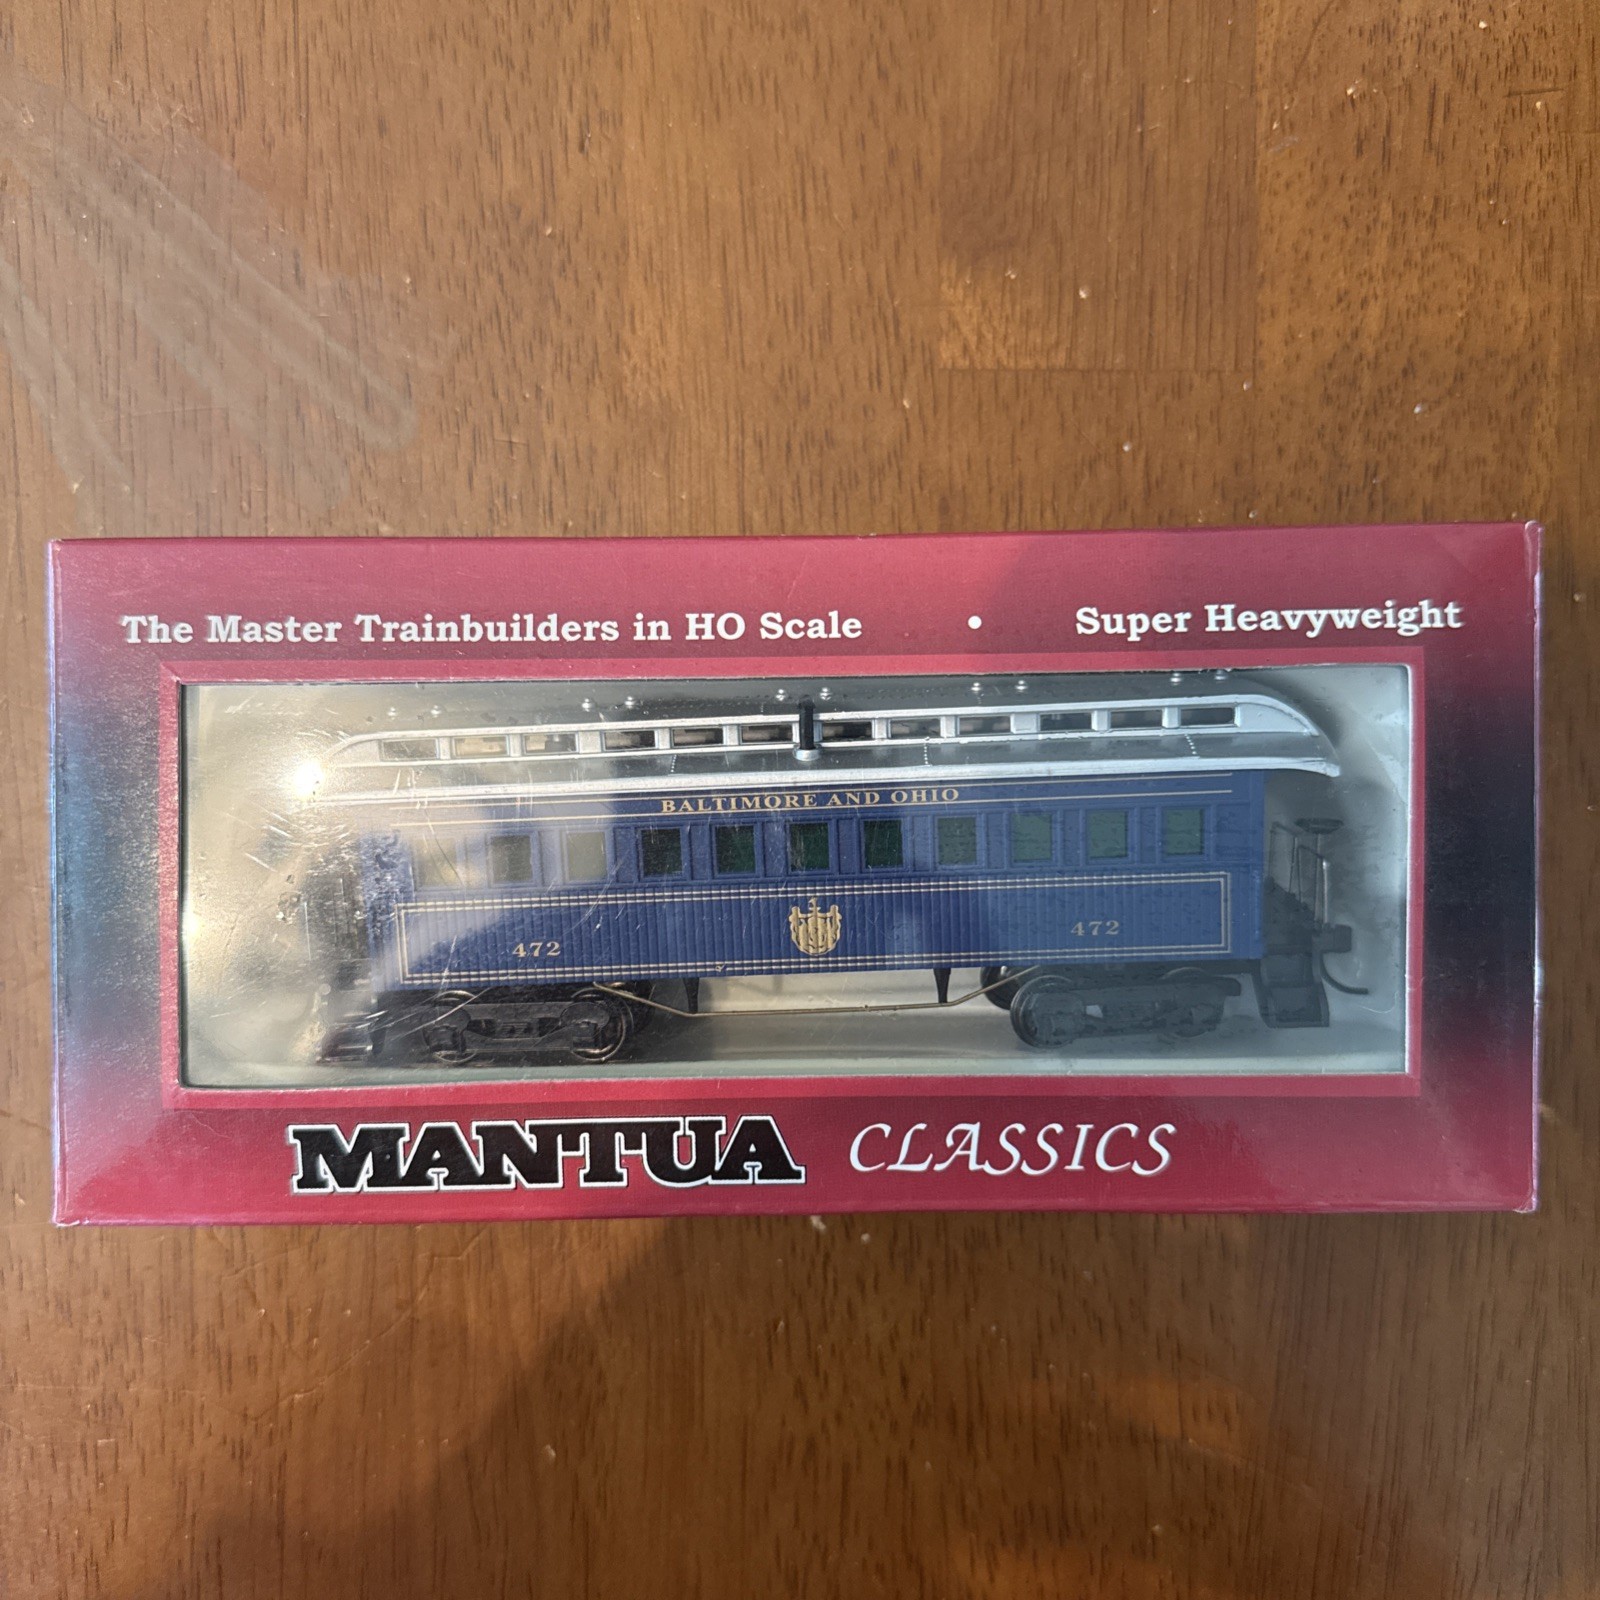 The Master Trainbuilders in HO Scale • Super Heavyweight
BALTIMORE AND OHIO
472 472
MANTUA CLASSICS